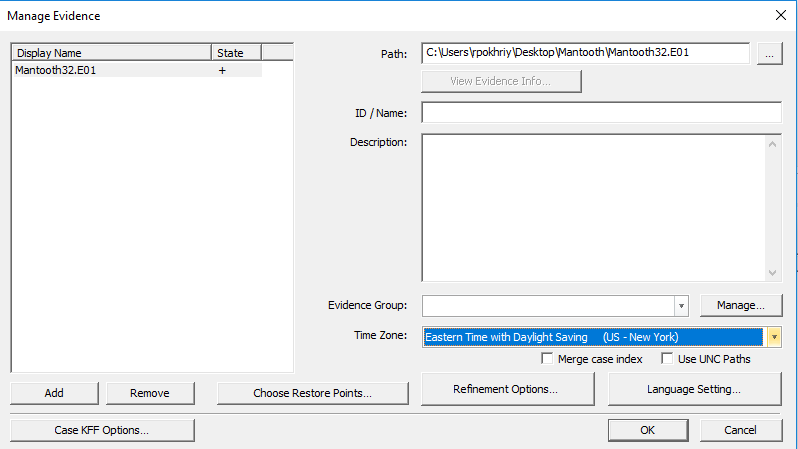 Manage Evidence
Display Name State
Mantooth32.E01 +
Path: C:\Users\rpokhriy\Desktop\Mantooth\Mantooth32.E01 ...
View Evidence Info...
ID / Name:
Description:
Evidence Group: Manage...
Time Zone: Eastern Time with Daylight Saving (US - New York)
Merge case index Use UNC Paths
Add Remove Choose Restore Points... Refinement Options... Language Setting...
Case KFF Options... OK Cancel